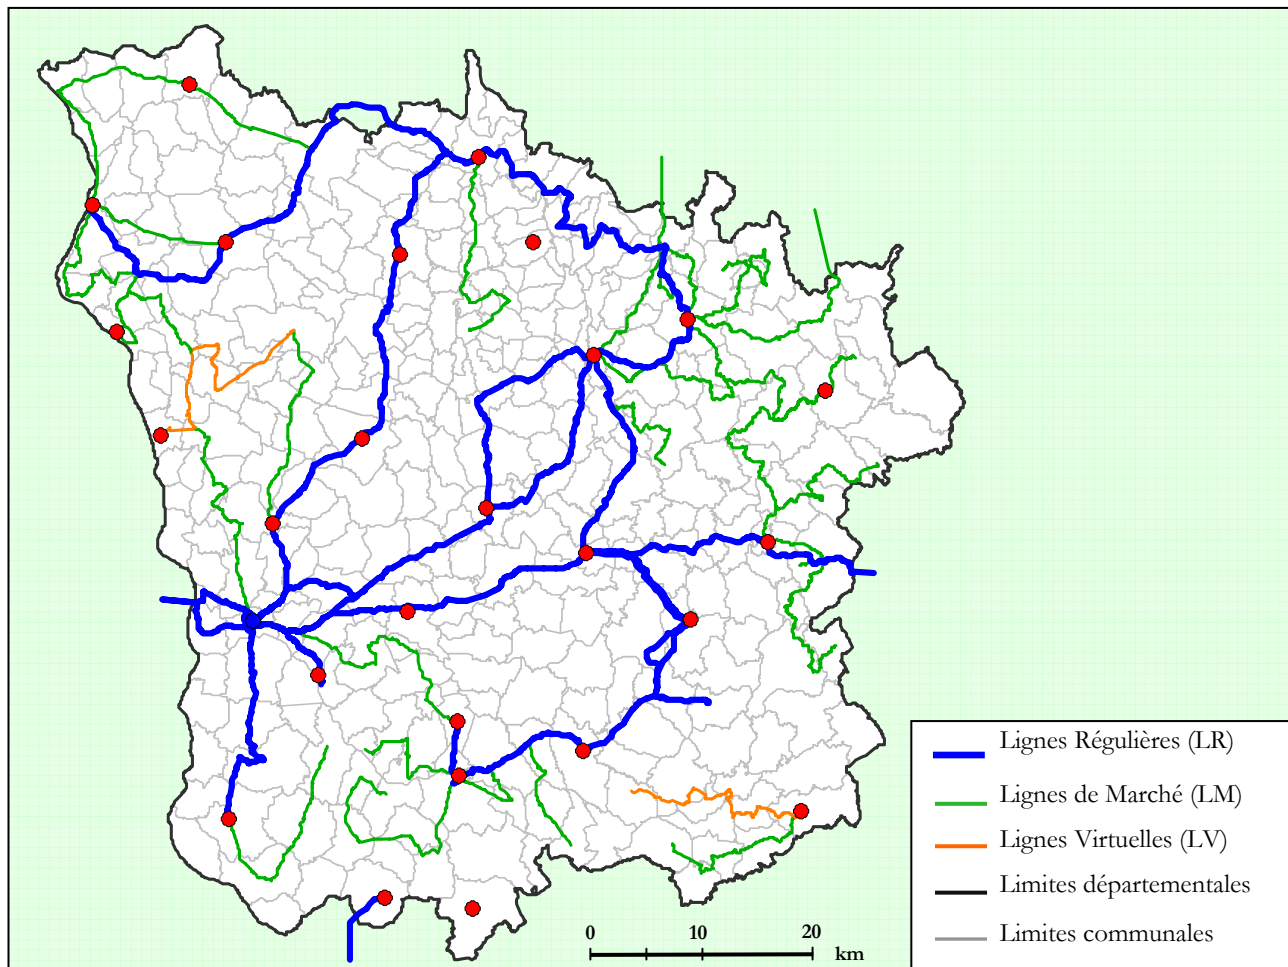 Lignes Régulières (LR)
Lignes de Marché (LM)
Lignes Virtuelles (LV)
Limites départementales
Limites communales
0 10 20
km